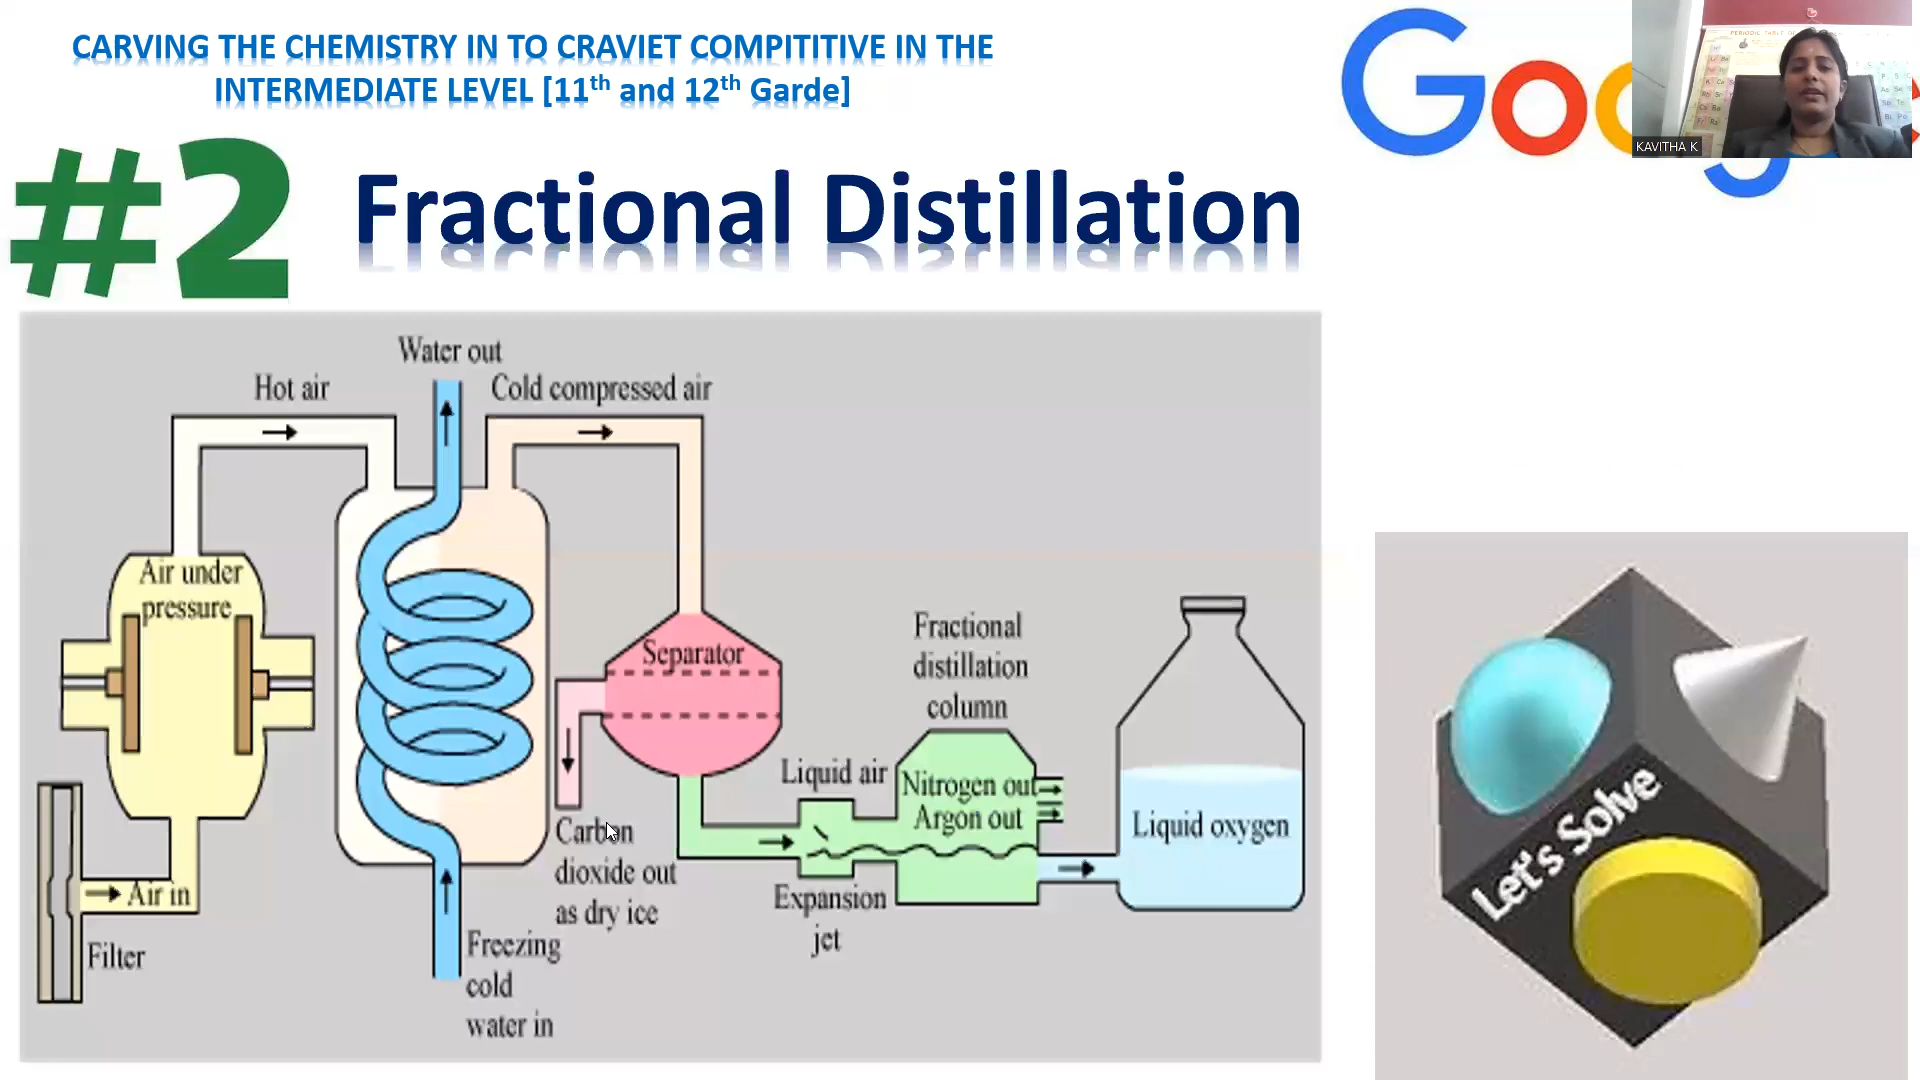 CARVING THE CHEMISTRY IN TO CRAVIET COMPITITIVE IN THE
INTERMEDIATE LEVEL [11th and 12th Garde]
#2
Fractional Distillation
KAVITHA K
PERIODIC TABLE OF
Water out
Hot air
Cold compressed air
Air under
pressure
Separator
Fractional
distillation
column
Liquid air
Nitrogen out
Argon out
Liquid oxygen
Carbon
dioxide out
as dry ice
Expansion
jet
Air in
Filter
Freezing
cold
water in
Let's Solve